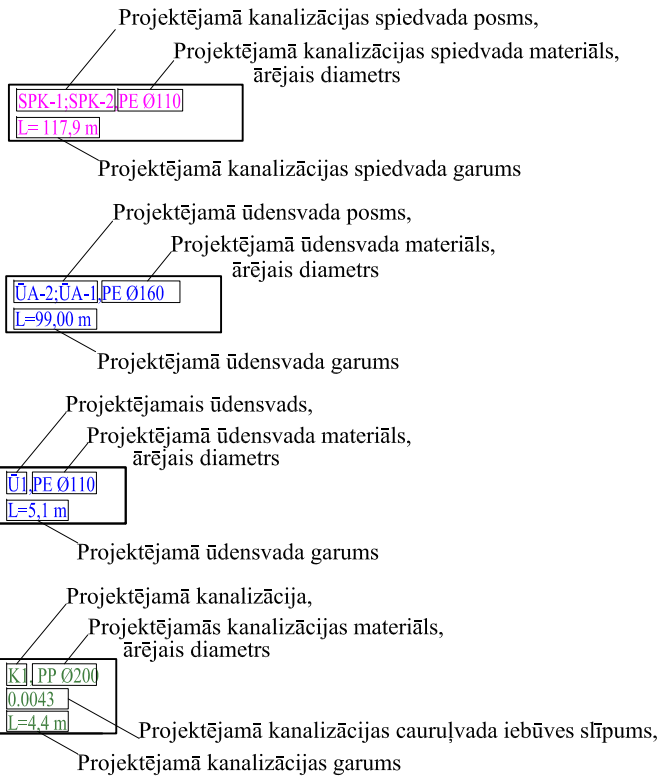 Projektējamā kanalizācijas spiedvada posms,
Projektējamā kanalizācijas spiedvada materiāls,
ārējais diametrs
SPK-1;SPK-2,PE Ø110
L= 117,9 m
Projektējamā kanalizācijas spiedvada garums
Projektējamā ūdensvada posms,
Projektējamā ūdensvada materiāls,
ārējais diametrs
ŪA-2;ŪA-1,PE Ø160
L=99,00 m
Projektējamā ūdensvada garums
Projektējamais ūdensvads,
Projektējamā ūdensvada materiāls,
ārējais diametrs
Ū1,PE Ø110
L=5,1 m
Projektējamā ūdensvada garums
Projektējamā kanalizācija,
Projektējamās kanalizācijas materiāls,
ārējais diametrs
K1, PP Ø200
0.0043
L=4,4 m
Projektējamā kanalizācijas cauruļvada iebūves slīpums,
Projektējamā kanalizācijas garums